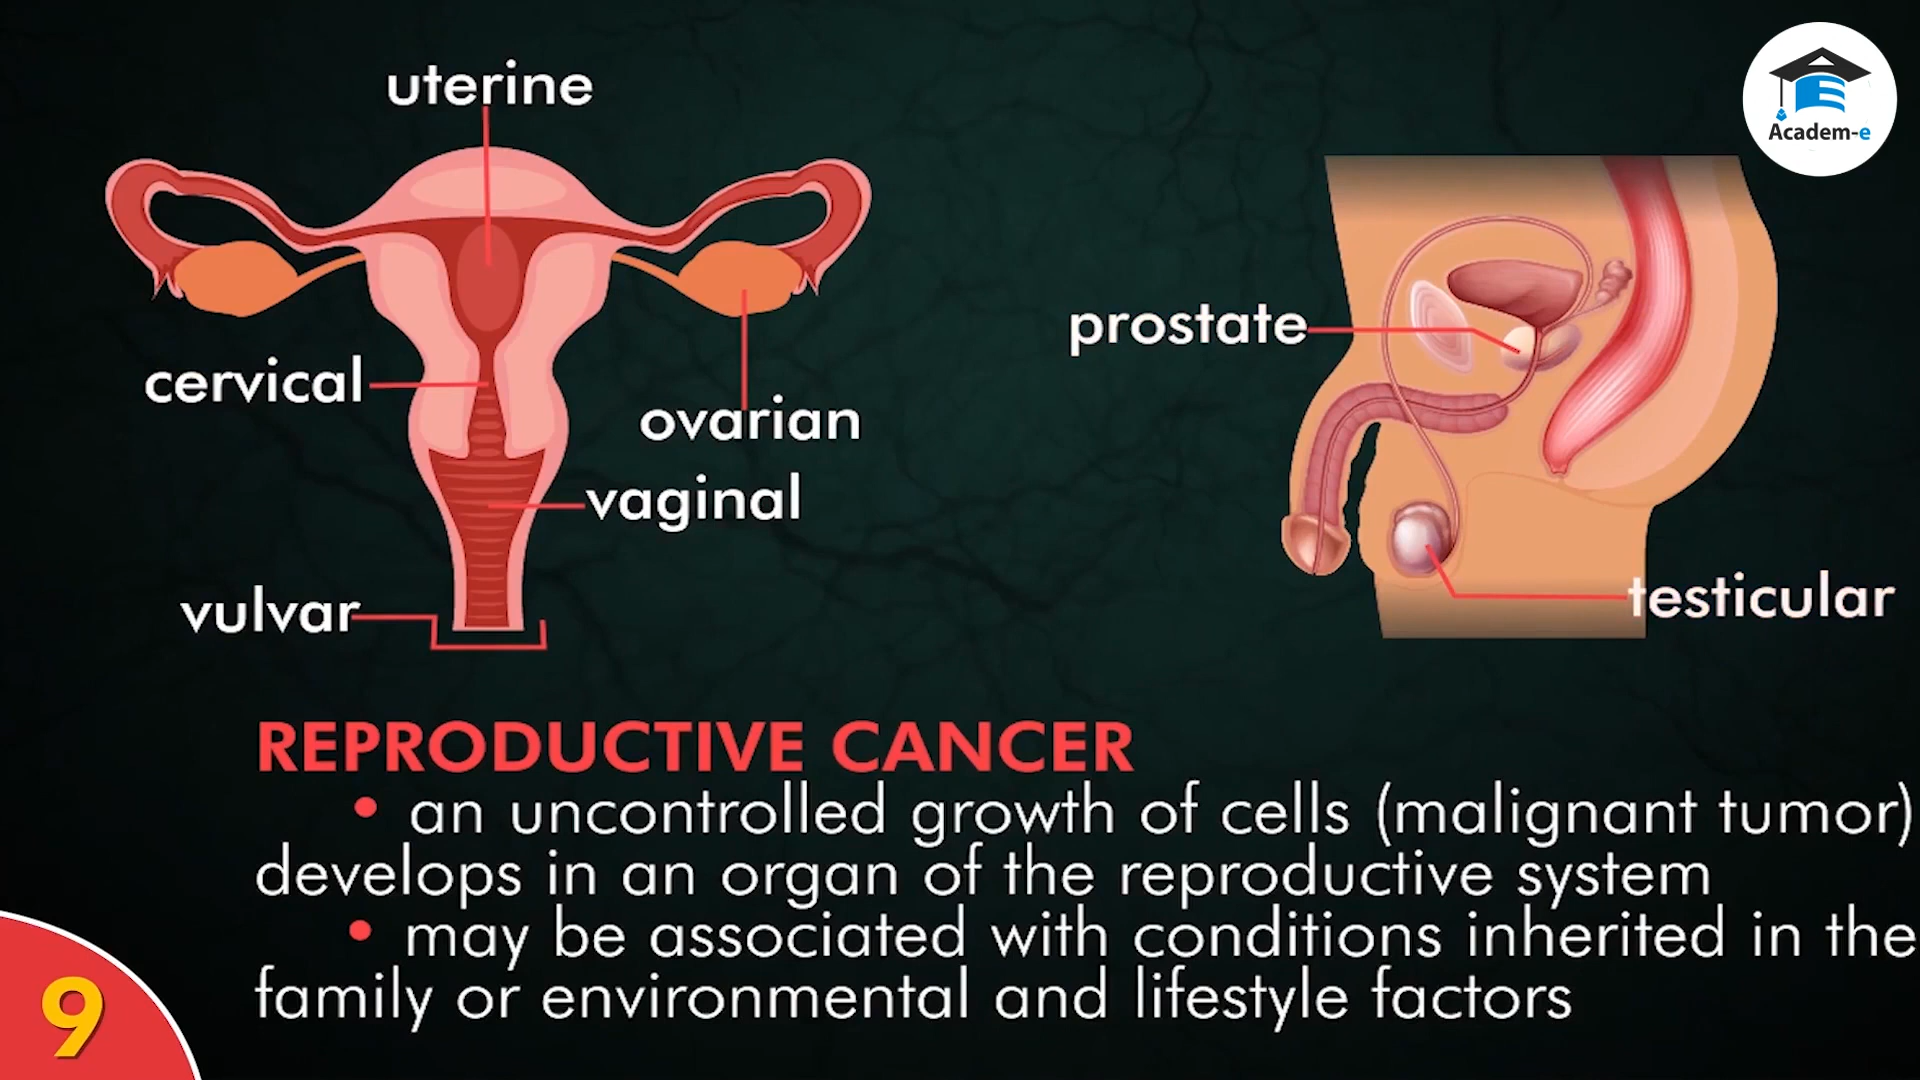 uterine
Academ-e
prostate
cervical
ovarian
vaginal
vulvar
testicular
REPRODUCTIVE CANCER
• an uncontrolled growth of cells (malignant tumor)
develops in an organ of the reproductive system
• may be associated with conditions inherited in the
family or environmental and lifestyle factors
9